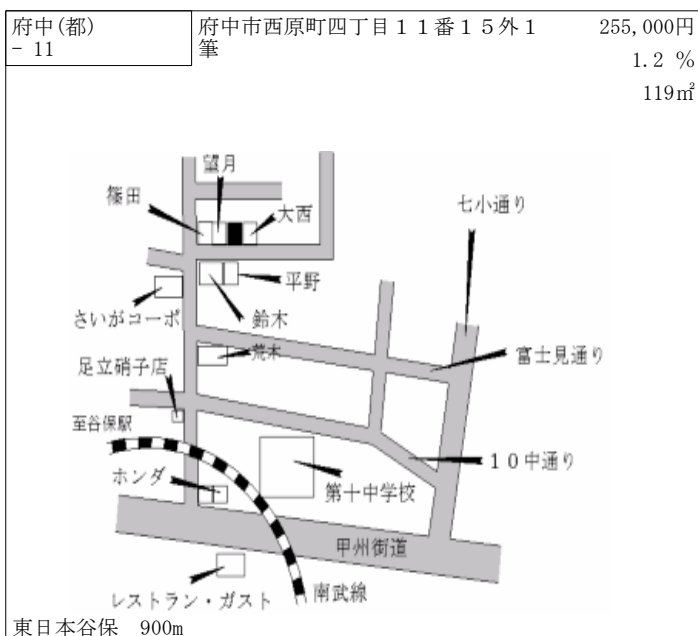 府中(都)
- 11
府中市西原町四丁目１１番１５外１
筆
255,000円
1.2 %
119㎡
望月
篠田
大西
七小通り
平野
さいがコーポ
鈴木
荒木
富士見通り
足立硝子店
至谷保駅
１０中通り
ホンダ
第十中学校
甲州街道
レストラン・ガスト
南武線
東日本谷保　900m